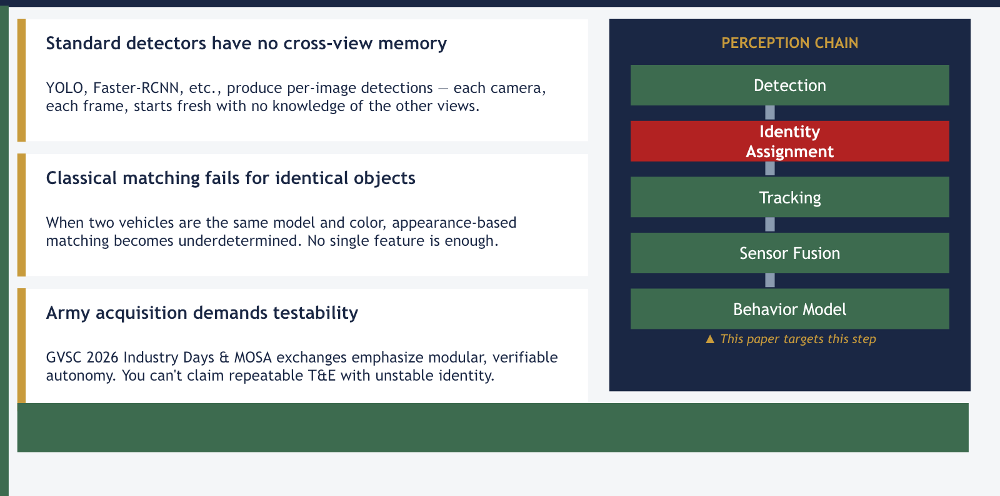 Standard detectors have no cross-view memory
YOLO, Faster-RCNN, etc., produce per-image detections — each camera,
each frame, starts fresh with no knowledge of the other views.
Classical matching fails for identical objects
When two vehicles are the same model and color, appearance-based
matching becomes underdetermined. No single feature is enough.
Army acquisition demands testability
GVSC 2026 Industry Days & MOSA exchanges emphasize modular, verifiable
autonomy. You can't claim repeatable T&E with unstable identity.
PERCEPTION CHAIN
Detection
Identity
Assignment
Tracking
Sensor Fusion
Behavior Model
▲ This paper targets this step